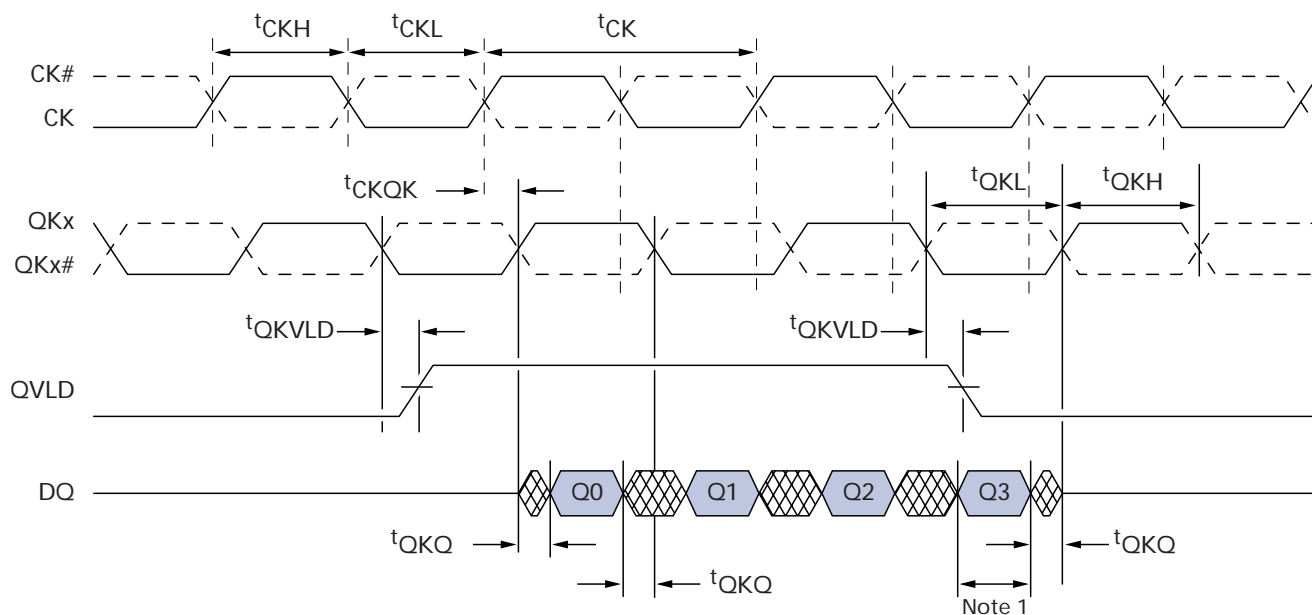 tCKH
tCKL
tCK
CK#
CK
tCKQK
tQKL
tQKH
QKx
QKx#
tQKVLD
tQKVLD
QVLD
DQ
Q0
Q1
Q2
Q3
tQKQ
tQKQ
tQKQ
Note 1